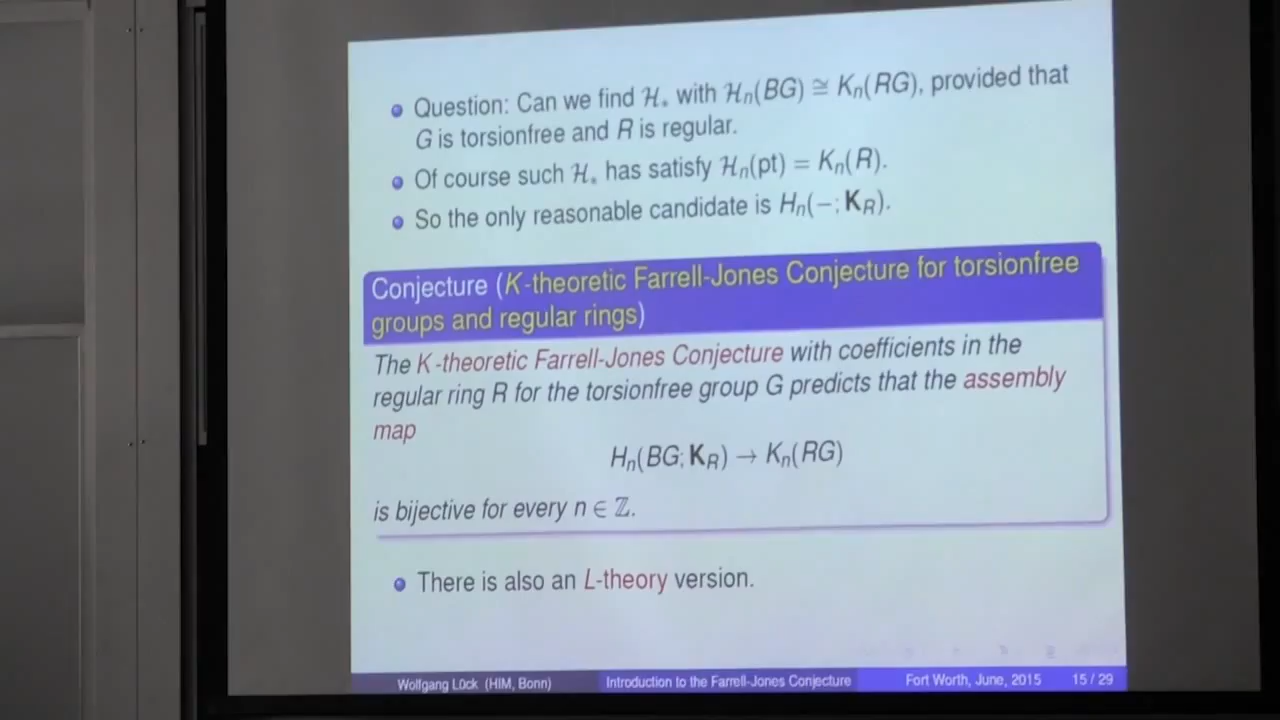 Question: Can we find ℋ∗ with ℋn(BG) ≅ Kn(RG), provided that
G is torsionfree and R is regular.
Of course such ℋ∗ has satisfy ℋn(pt) = Kn(R).
So the only reasonable candidate is Hn(−; KR).
Conjecture (K-theoretic Farrell-Jones Conjecture for torsionfree
groups and regular rings)
The K-theoretic Farrell-Jones Conjecture with coefficients in the
regular ring R for the torsionfree group G predicts that the assembly
map
Hn(BG; KR) → Kn(RG)
is bijective for every n ∈ ℤ.
There is also an L-theory version.
Wolfgang Lück (HIM, Bonn) Introduction to the Farrell-Jones Conjecture Fort Worth, June, 2015 15 / 29